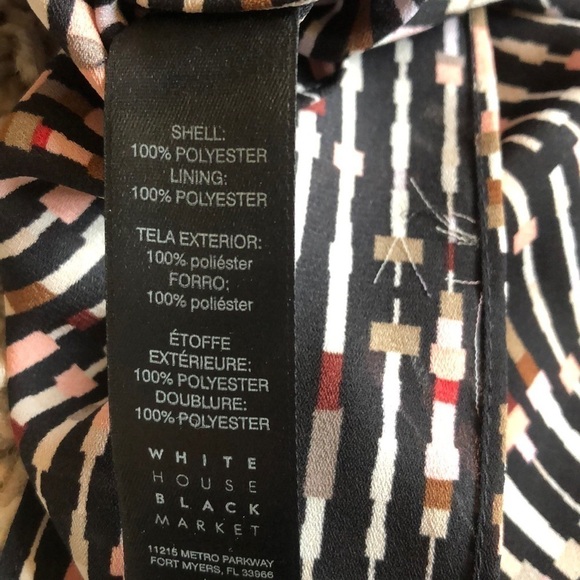 SHELL:
100% POLYESTER
LINING:
100% POLYESTER
TELA EXTERIOR:
100% poliéster
FORRO;
100% poliéster
ÉTOFFE
EXTÉRIEURE:
100% POLYESTER
DOUBLURE:
100% POLYESTER
WHITE
HOUSE
BLACK
MARKET
11215 METRO PARKWAY
FORT MYERS, FL 33966